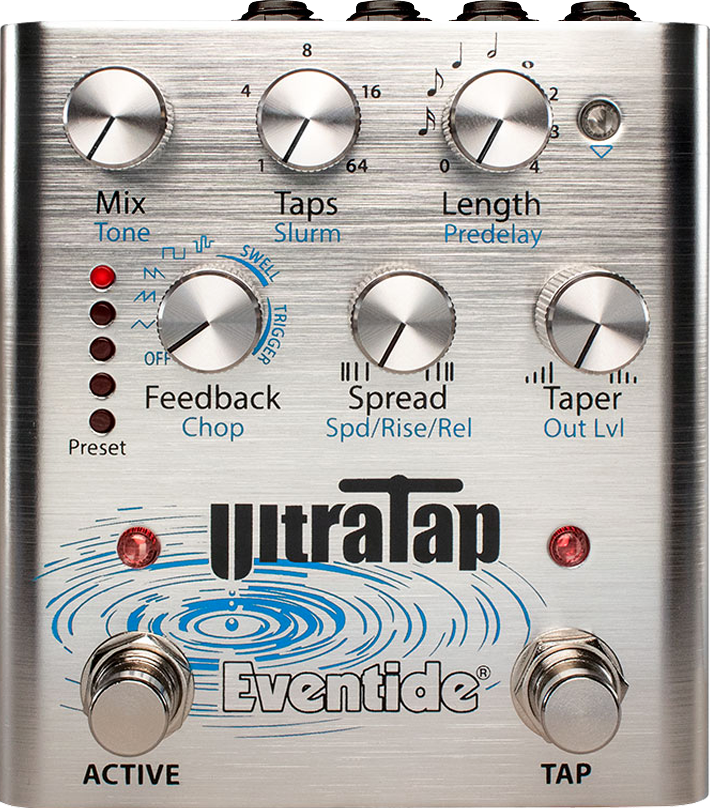 8
4
16
2
3
1
64
0
4
Mix
Taps
Length
Tone
Slurm
Predelay
SWELL
TRIGGER
OFF
Feedback
Spread
Taper
Chop
Spd/Rise/Rel
Out Lvl
Preset
UltraTap
Eventide®
ACTIVE
TAP